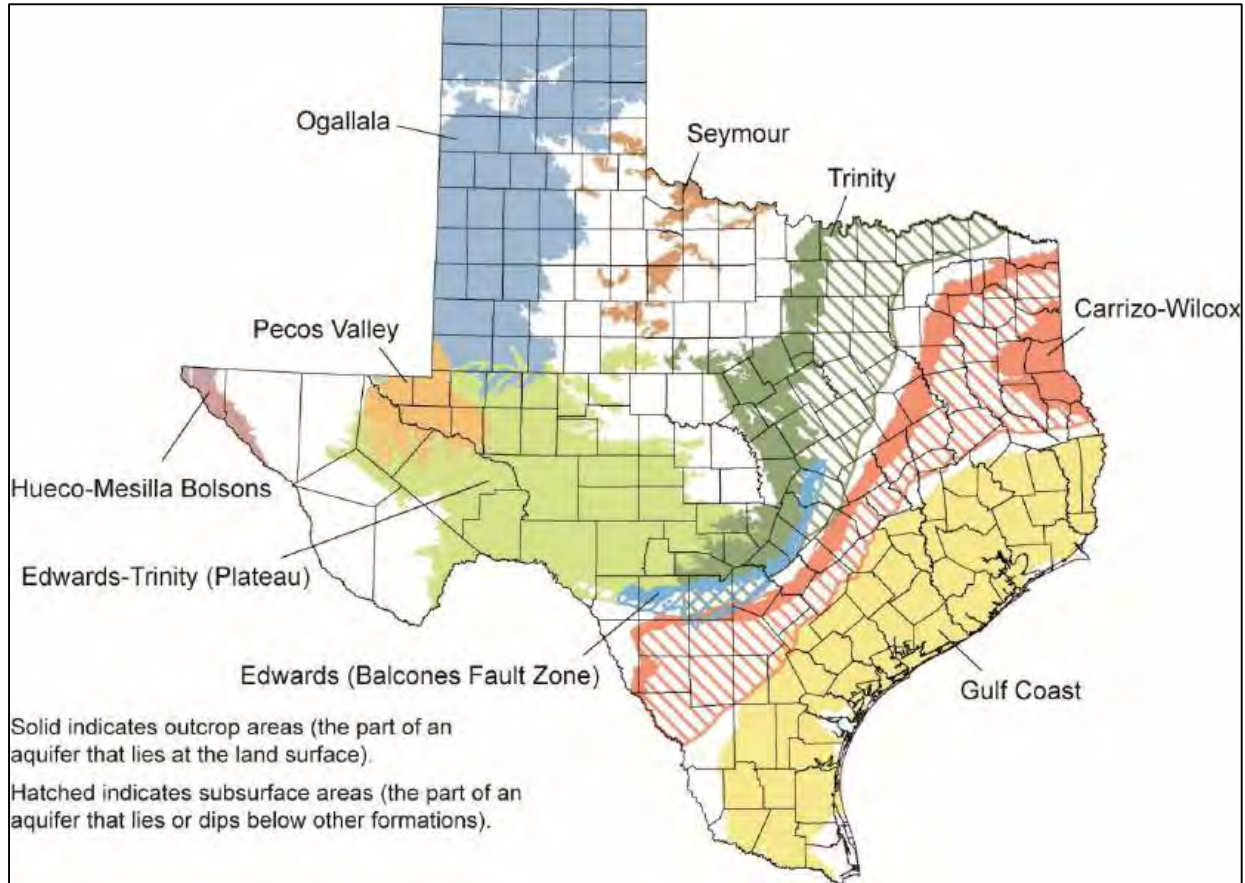 Ogallala
Seymour
Trinity
Pecos Valley
Carrizo-Wilcox
Hueco-Mesilla Bolsons
Edwards-Trinity (Plateau)
Edwards (Balcones Fault Zone)
Gulf Coast
Solid indicates outcrop areas (the part of an
aquifer that lies at the land surface).
Hatched indicates subsurface areas (the part of an
aquifer that lies or dips below other formations).